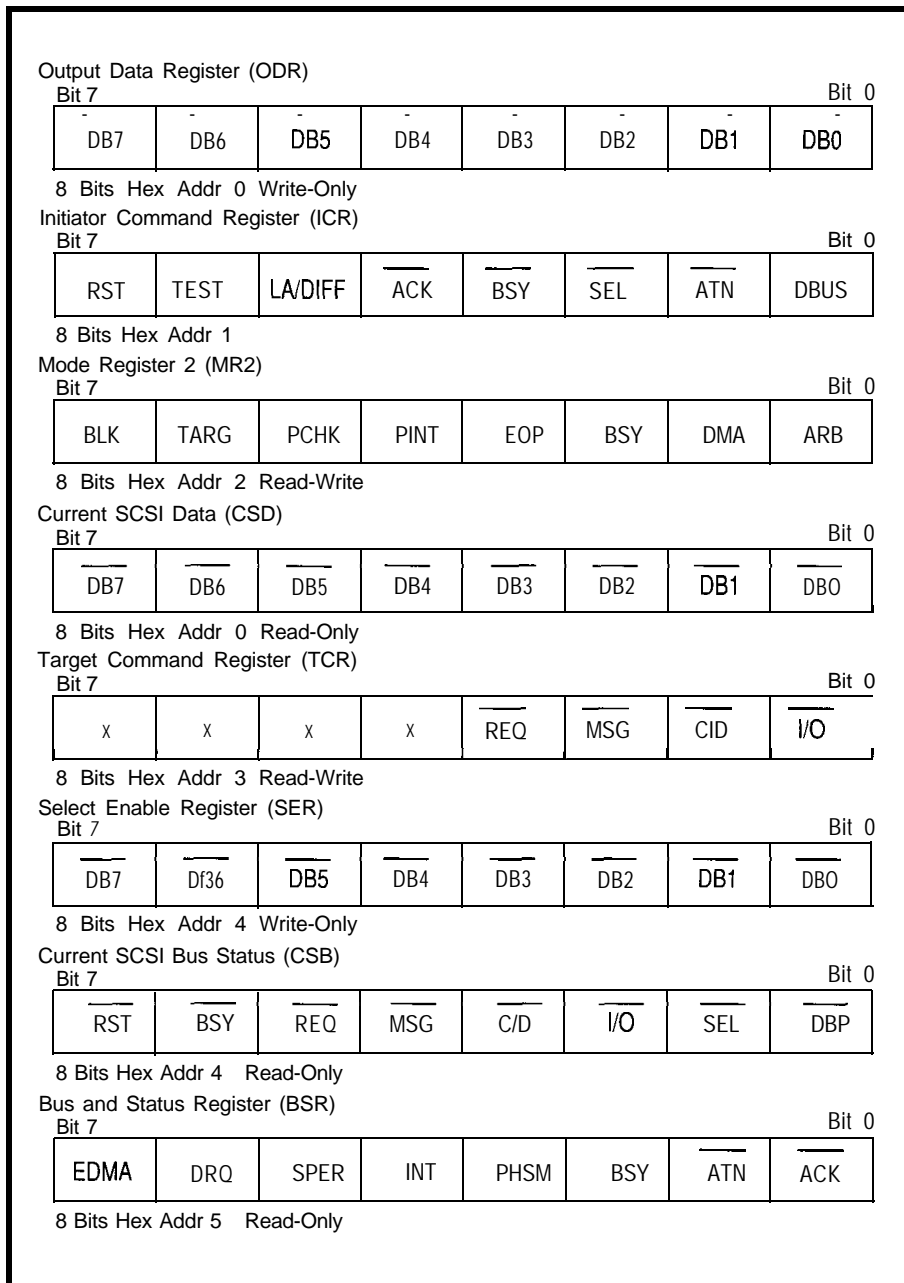 Output Data Register (ODR)
Bit 7 Bit 0
DB7 DB6 DB5 DB4 DB3 DB2 DB1 DB0
8 Bits Hex Addr 0 Write-Only
Initiator Command Register (ICR)
Bit 7 Bit 0
RST TEST LA/DIFF ACK BSY SEL ATN DBUS
8 Bits Hex Addr 1
Mode Register 2 (MR2)
Bit 7 Bit 0
BLK TARG PCHK PINT EOP BSY DMA ARB
8 Bits Hex Addr 2 Read-Write
Current SCSI Data (CSD)
Bit 7 Bit 0
DB7 DB6 DB5 DB4 DB3 DB2 DB1 DBO
8 Bits Hex Addr 0 Read-Only
Target Command Register (TCR)
Bit 7 Bit 0
X X X X REQ MSG CID I/O
8 Bits Hex Addr 3 Read-Write
Select Enable Register (SER)
Bit 7 Bit 0
DB7 Df36 DB5 DB4 DB3 DB2 DB1 DBO
8 Bits Hex Addr 4 Write-Only
Current SCSI Bus Status (CSB)
Bit 7 Bit 0
RST BSY REQ MSG C/D I/O SEL DBP
8 Bits Hex Addr 4 Read-Only
Bus and Status Register (BSR)
Bit 7 Bit 0
EDMA DRQ SPER INT PHSM BSY ATN ACK
8 Bits Hex Addr 5 Read-Only